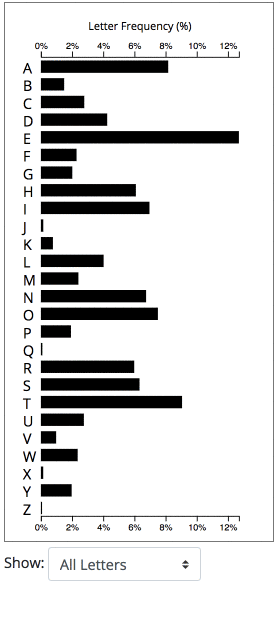 Letter Frequency (%)
0% 2% 4% 6% 8% 10% 12%
A
B
C
D
E
F
G
H
I
J
K
L
M
N
O
P
Q
R
S
T
U
V
W
X
Y
Z
0% 2% 4% 6% 8% 10% 12%
Show: All Letters